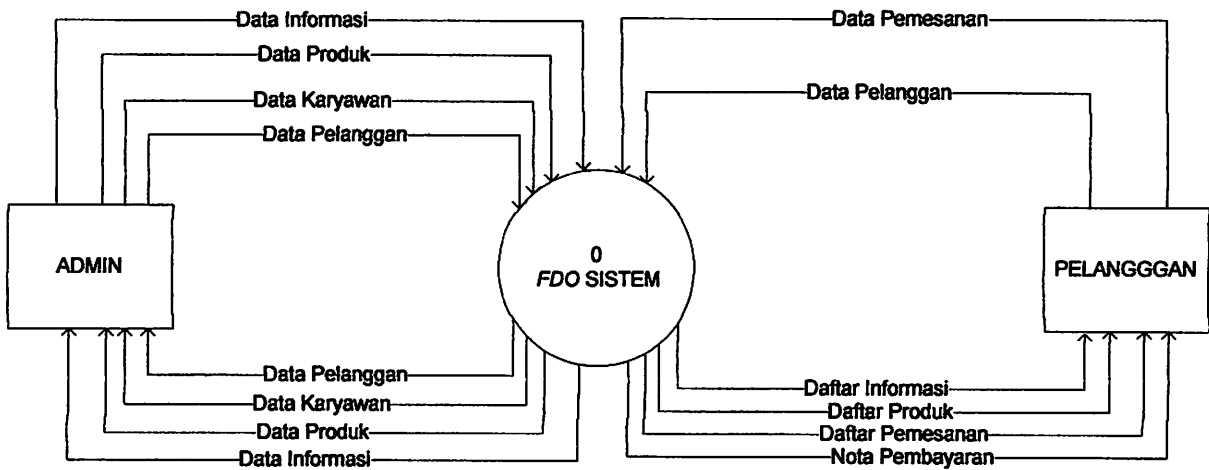 Data Informasi
Data Produk
Data Karyawan
Data Pelanggan
Data Pemesanan
Data Pelanggan
ADMIN
0
FDO SISTEM
PELANGGGAN
Data Pelanggan
Data Karyawan
Data Produk
Data Informasi
Daftar Informasi
Daftar Produk
Daftar Pemesanan
Nota Pembayaran